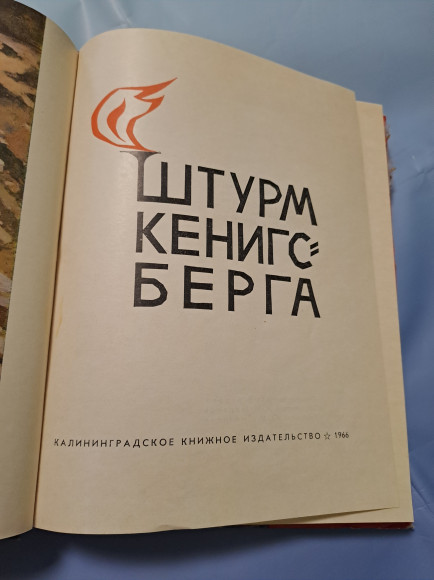 ШТУРМ
КЕНИГС=
БЕРГА
КАЛИНИНГРАДСКОЕ КНИЖНОЕ ИЗДАТЕЛЬСТВО ☆ 1966